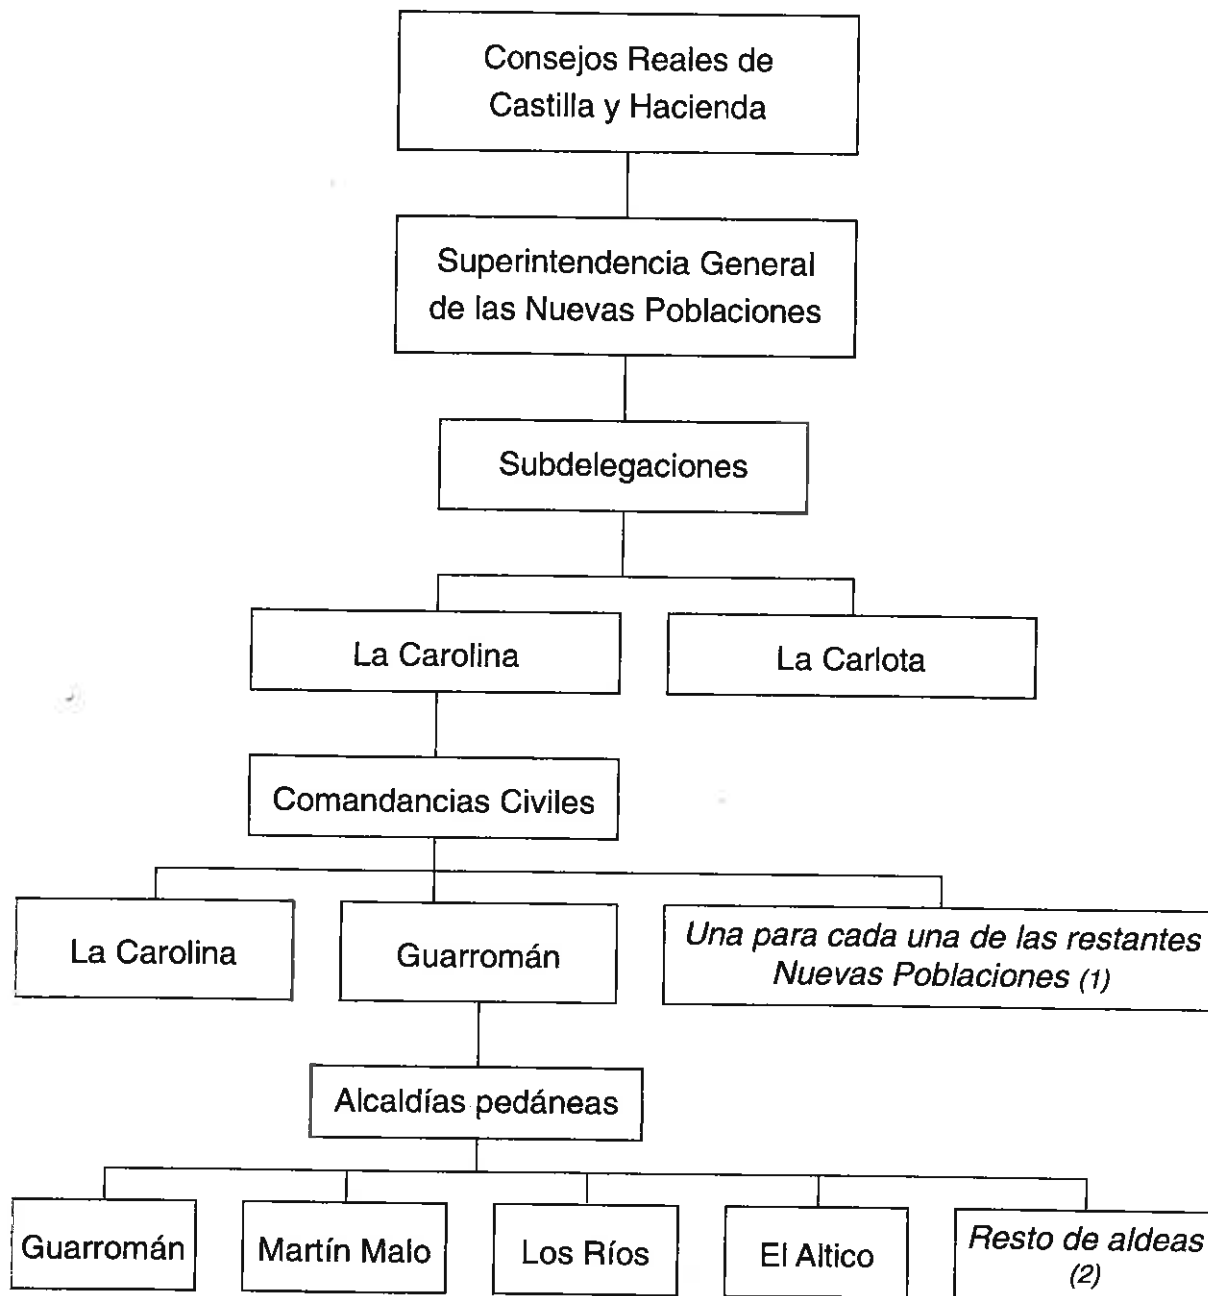 Consejos Reales de
Castilla y Hacienda
Superintendencia General
de las Nuevas Poblaciones
Subdelegaciones
La Carolina
La Carlota
Comandancias Civiles
La Carolina
Guarromán
Una para cada una de las restantes
Nuevas Poblaciones (1)
Alcaldías pedáneas
Guarromán
Martín Malo
Los Ríos
El Altico
Resto de aldeas
(2)